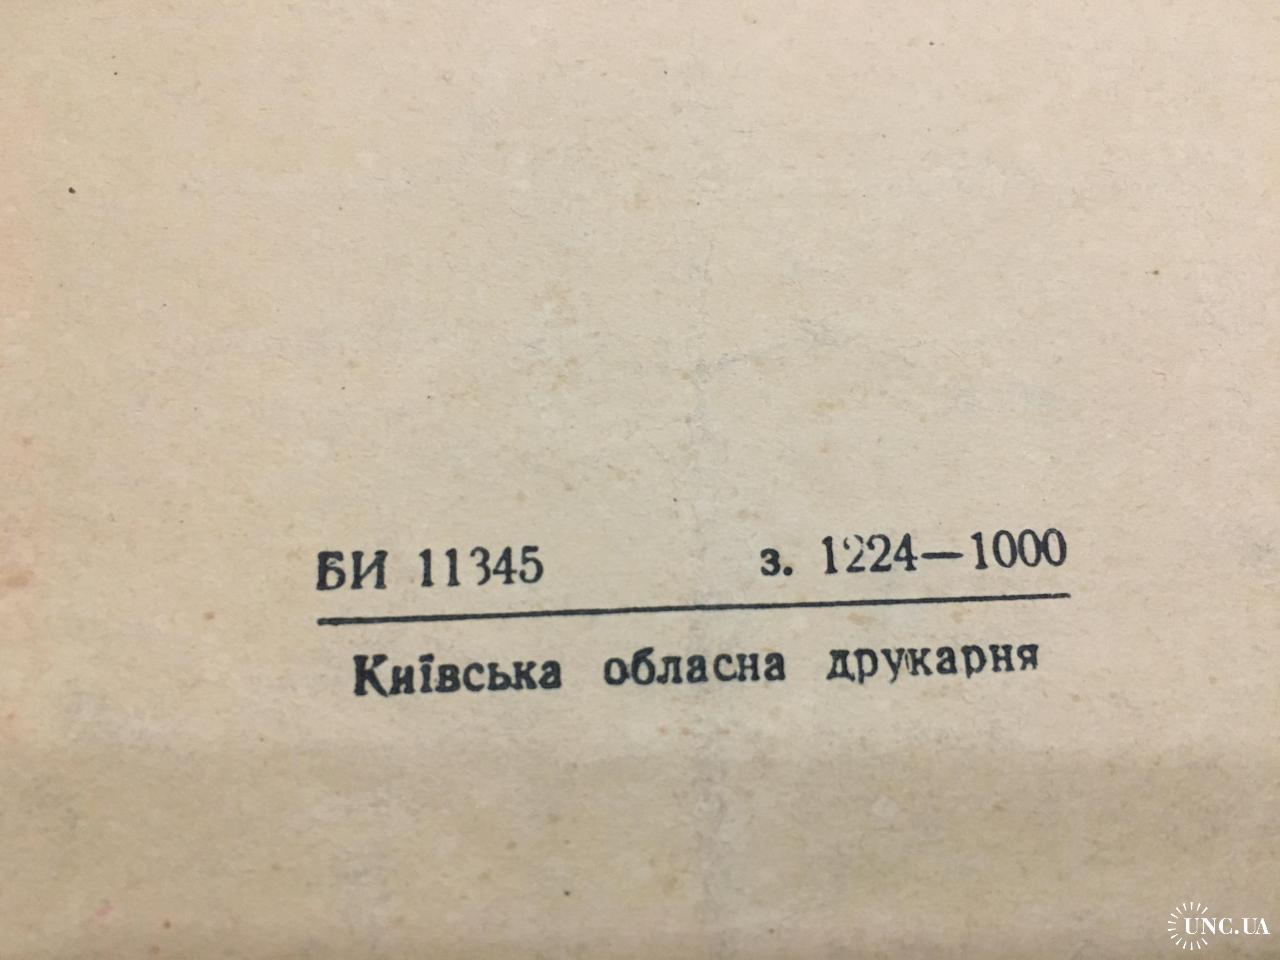 БИ 11345 з. 1224—1000
Київська обласна друкарня
UNC.UA